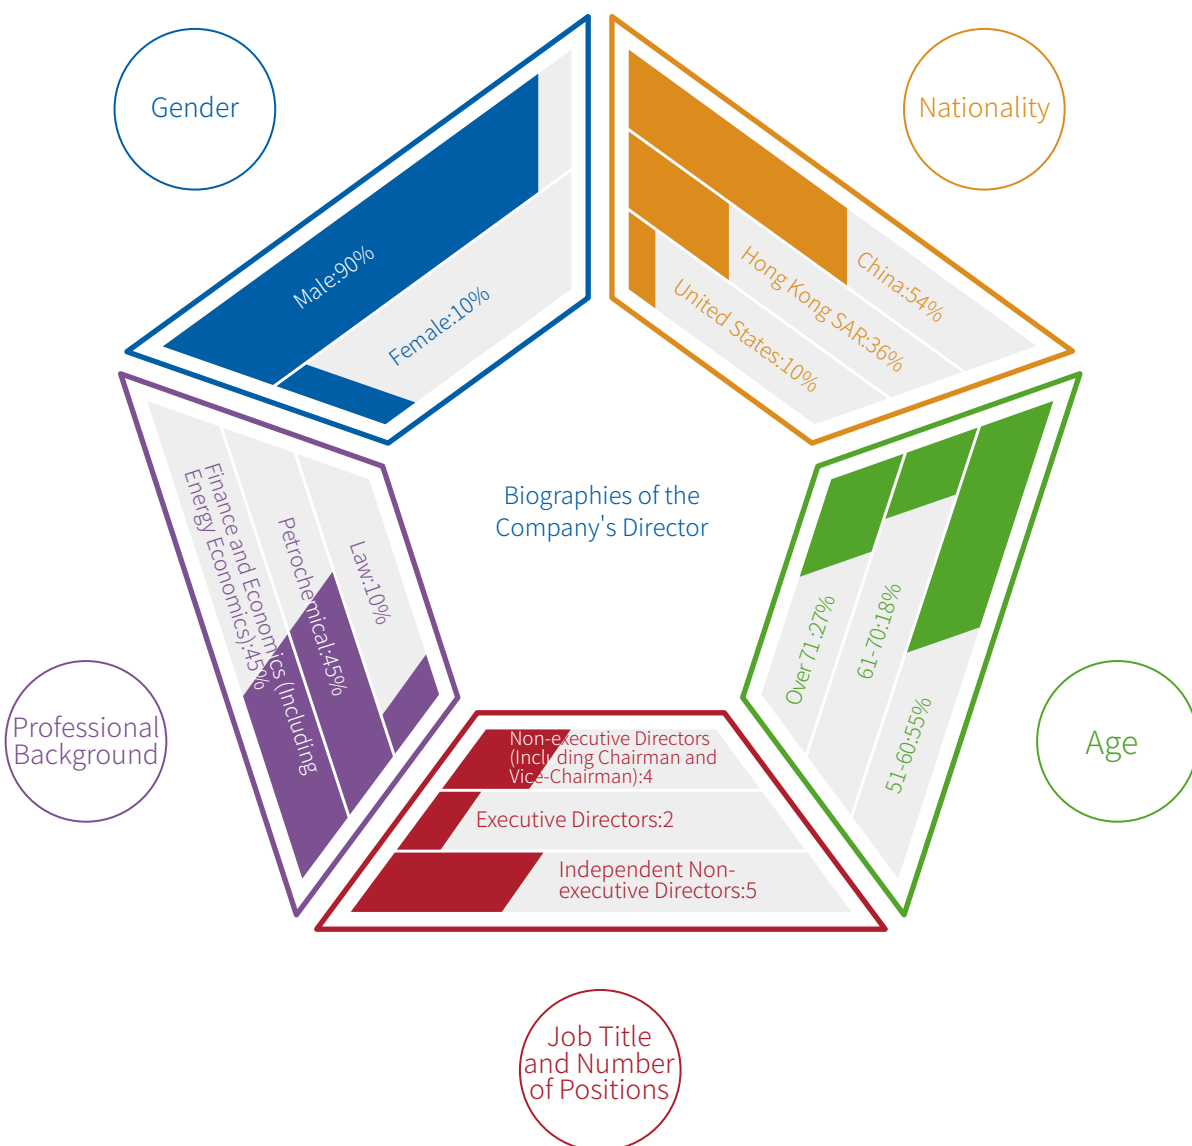 Gender
Male:90%
Female:10%
Nationality
China:54%
Hong Kong SAR:36%
United States:10%
Biographies of the
Company's Director
Professional
Background
Finance and Economics (Including
Energy Economics):45%
Petrochemical:45%
Law:10%
Age
Over 71:27%
61-70:18%
51-60:55%
Non-executive Directors
(Including Chairman and
Vice-Chairman):4
Executive Directors:2
Independent Non-
executive Directors:5
Job Title
and Number
of Positions